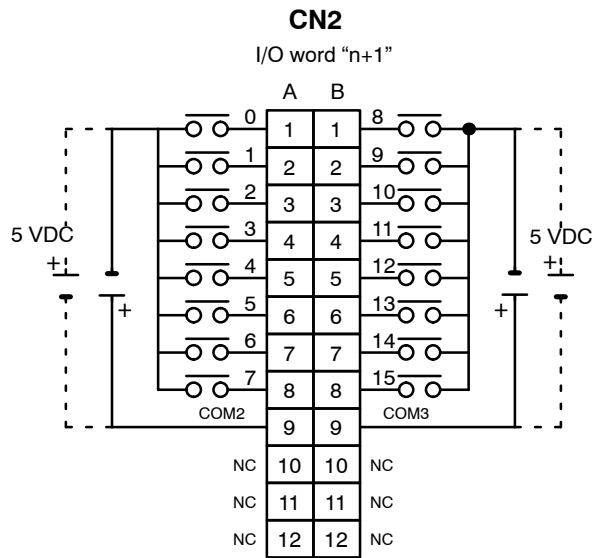 CN2
I/O word “n+1”
A B
0 1 1 8
1 2 2 9
2 3 3 10
3 4 4 11
4 5 5 12
5 6 6 13
6 7 7 14
7 8 8 15
COM2 9 9 COM3
NC 10 10 NC
NC 11 11 NC
NC 12 12 NC
5 VDC
+
+
5 VDC
+
+